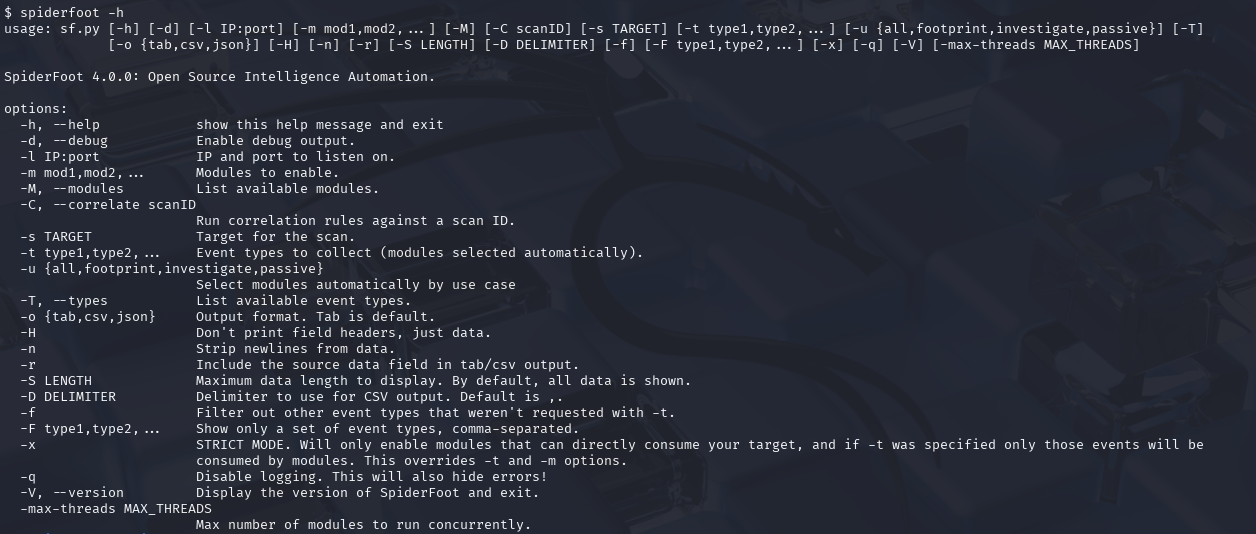 $ spiderfoot -h
usage: sf.py [-h] [-d] [-l IP:port] [-m mod1,mod2,...] [-M] [-C scanID] [-s TARGET] [-t type1,type2,...] [-u {all,footprint,investigate,passive}] [-T]
[-o {tab,csv,json}] [-H] [-n] [-r] [-S LENGTH] [-D DELIMITER] [-f] [-F type1,type2,...] [-x] [-q] [-V] [-max-threads MAX_THREADS]
SpiderFoot 4.0.0: Open Source Intelligence Automation.
options:
-h, --help show this help message and exit
-d, --debug Enable debug output.
-l IP:port IP and port to listen on.
-m mod1,mod2,... Modules to enable.
-M, --modules List available modules.
-C, --correlate scanID
Run correlation rules against a scan ID.
-s TARGET Target for the scan.
-t type1,type2,... Event types to collect (modules selected automatically).
-u {all,footprint,investigate,passive}
Select modules automatically by use case
-T, --types List available event types.
-o {tab,csv,json} Output format. Tab is default.
-H Don't print field headers, just data.
-n Strip newlines from data.
-r Include the source data field in tab/csv output.
-S LENGTH Maximum data length to display. By default, all data is shown.
-D DELIMITER Delimiter to use for CSV output. Default is ,.
-f Filter out other event types that weren't requested with -t.
-F type1,type2,... Show only a set of event types, comma-separated.
-x STRICT MODE. Will only enable modules that can directly consume your target, and if -t was specified only those events will be
consumed by modules. This overrides -t and -m options.
-q Disable logging. This will also hide errors!
-V, --version Display the version of SpiderFoot and exit.
-max-threads MAX_THREADS
Max number of modules to run concurrently.